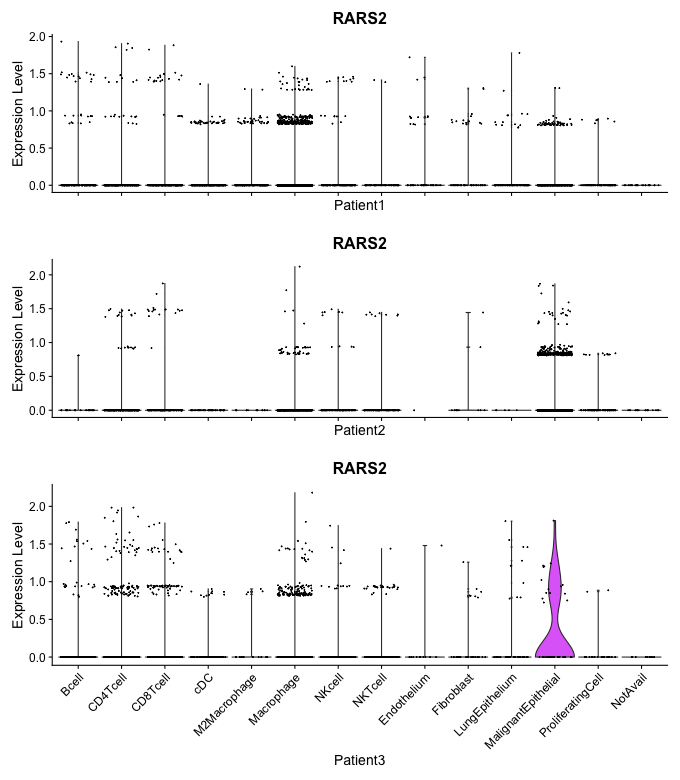 RARS2
Expression Level
2.0
1.5
1.0
0.5
0.0
Patient1
RARS2
Expression Level
2.0
1.5
1.0
0.5
0.0
Patient2
RARS2
Expression Level
2.0
1.5
1.0
0.5
0.0
Bcell
CD4Tcell
CD8Tcell
cDC
M2Macrophage
Macrophage
NKcell
NKTcell
Endothelium
Fibroblast
LungEpithelium
MalignantEpithelial
ProliferatingCell
NotAvail
Patient3